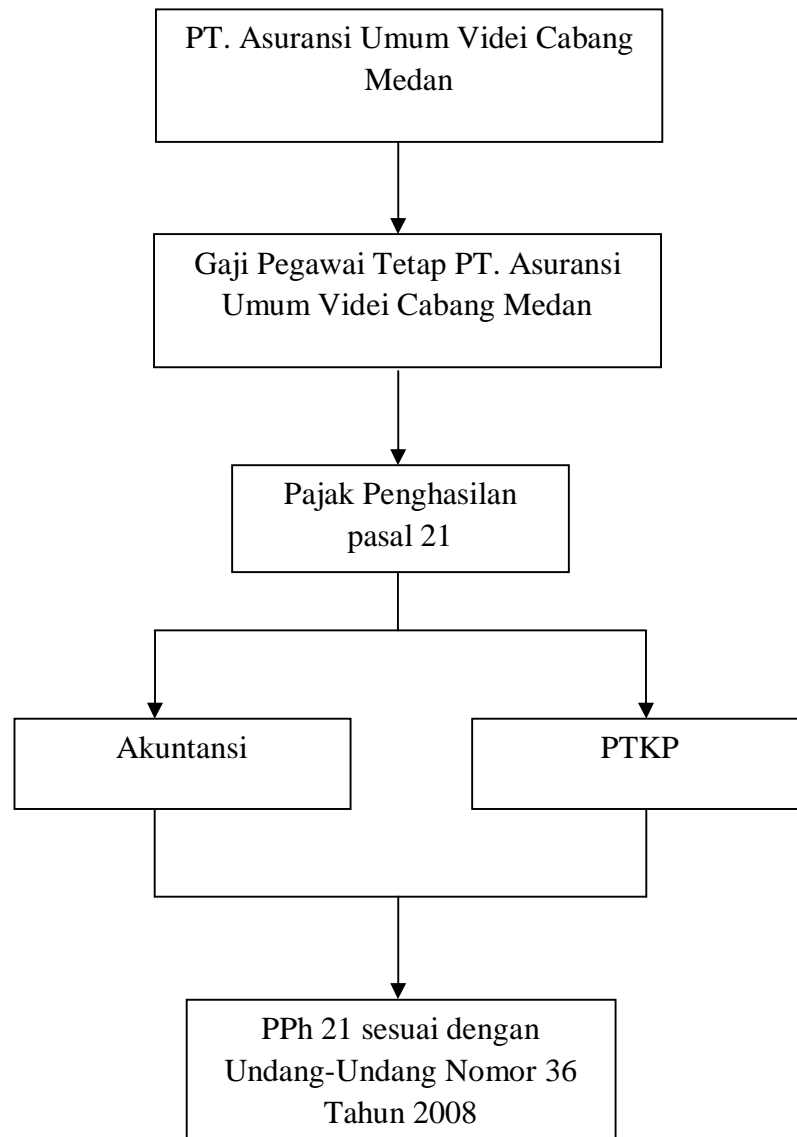 PT. Asuransi Umum Videi Cabang
Medan
Gaji Pegawai Tetap PT. Asuransi
Umum Videi Cabang Medan
Pajak Penghasilan
pasal 21
Akuntansi
PTKP
PPh 21 sesuai dengan
Undang-Undang Nomor 36
Tahun 2008